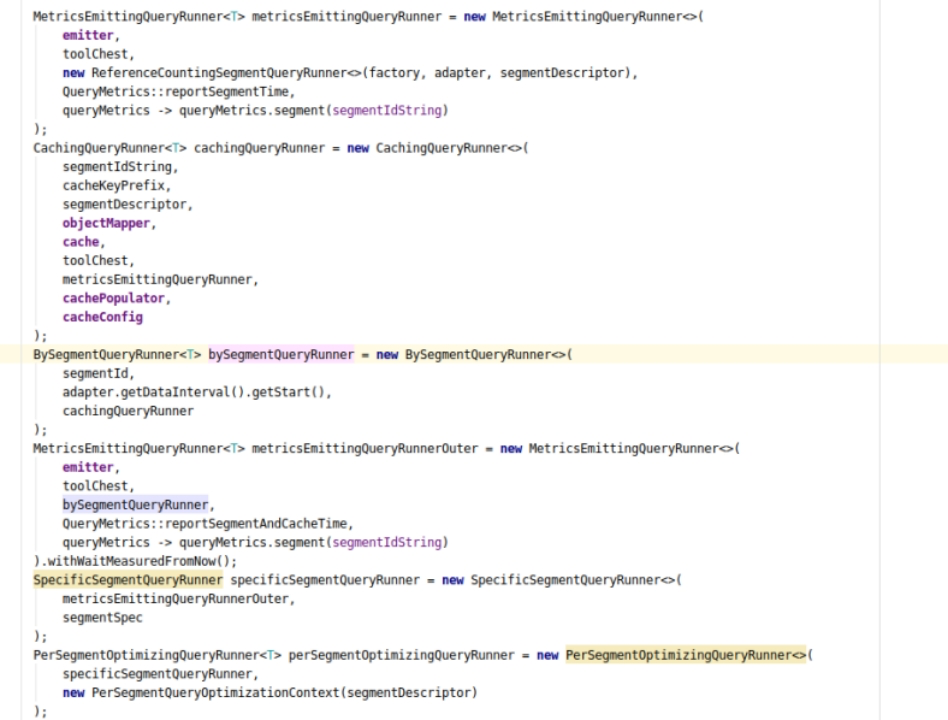 MetricsEmittingQueryRunner<T> metricsEmittingQueryRunner = new MetricsEmittingQueryRunner<>(
    emitter,
    toolChest,
    new ReferenceCountingSegmentQueryRunner<>(factory, adapter, segmentDescriptor),
    QueryMetrics::reportSegmentTime,
    queryMetrics -> queryMetrics.segment(segmentIdString)
);
CachingQueryRunner<T> cachingQueryRunner = new CachingQueryRunner<>(
    segmentIdString,
    cacheKeyPrefix,
    segmentDescriptor,
    objectMapper,
    cache,
    toolChest,
    metricsEmittingQueryRunner,
    cachePopulator,
    cacheConfig
);
BySegmentQueryRunner<T> bySegmentQueryRunner = new BySegmentQueryRunner<>(
    segmentId,
    adapter.getDataInterval().getStart(),
    cachingQueryRunner
);
MetricsEmittingQueryRunner<T> metricsEmittingQueryRunnerOuter = new MetricsEmittingQueryRunner<>(
    emitter,
    toolChest,
    bySegmentQueryRunner,
    QueryMetrics::reportSegmentAndCacheTime,
    queryMetrics -> queryMetrics.segment(segmentIdString)
).withWaitMeasuredFromNow();
SpecificSegmentQueryRunner specificSegmentQueryRunner = new SpecificSegmentQueryRunner<>(
    metricsEmittingQueryRunnerOuter,
    segmentSpec
);
PerSegmentOptimizingQueryRunner<T> perSegmentOptimizingQueryRunner = new PerSegmentOptimizingQueryRunner<>(
    specificSegmentQueryRunner,
    new PerSegmentQueryOptimizationContext(segmentDescriptor)
);